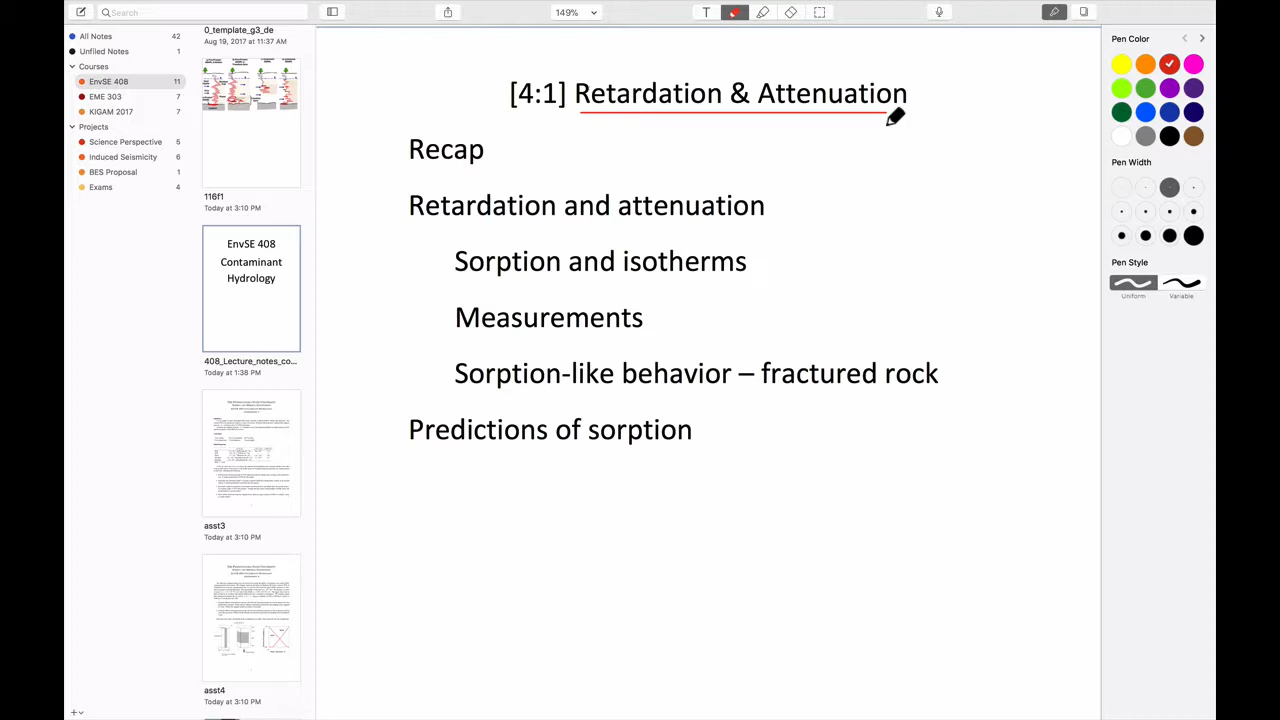 Search
149%
T
All Notes 42
Unfiled Notes 1
Courses
EnvSE 408 11
EME 303 7
KIGAM 2017 7
Projects
Science Perspective 5
Induced Seismicity 6
BES Proposal 1
Exams 4
0_template_g3_de
Aug 19, 2017 at 11:37 AM
116f1
Today at 3:10 PM
EnvSE 408
Contaminant
Hydrology
408_Lecture_notes_co...
Today at 1:38 PM
asst3
Today at 3:10 PM
asst4
Today at 3:10 PM
[4:1] Retardation & Attenuation
Recap
Retardation and attenuation
Sorption and isotherms
Measurements
Sorption-like behavior – fractured rock
Predictions of sorption
Pen Color
Pen Width
Pen Style
Uniform Variable